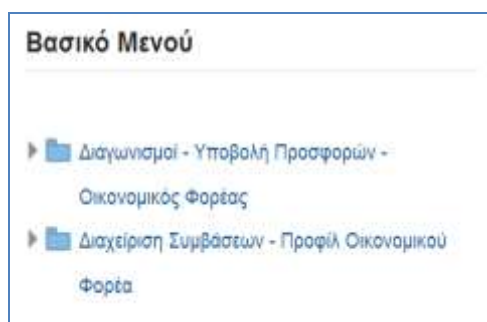 Βασικό Μενού
Διαγωνισμοί - Υποβολή Προσφορών -
Οικονομικός Φορέας
Διαχείριση Συμβάσεων - Προφίλ Οικονομικού
Φορέα